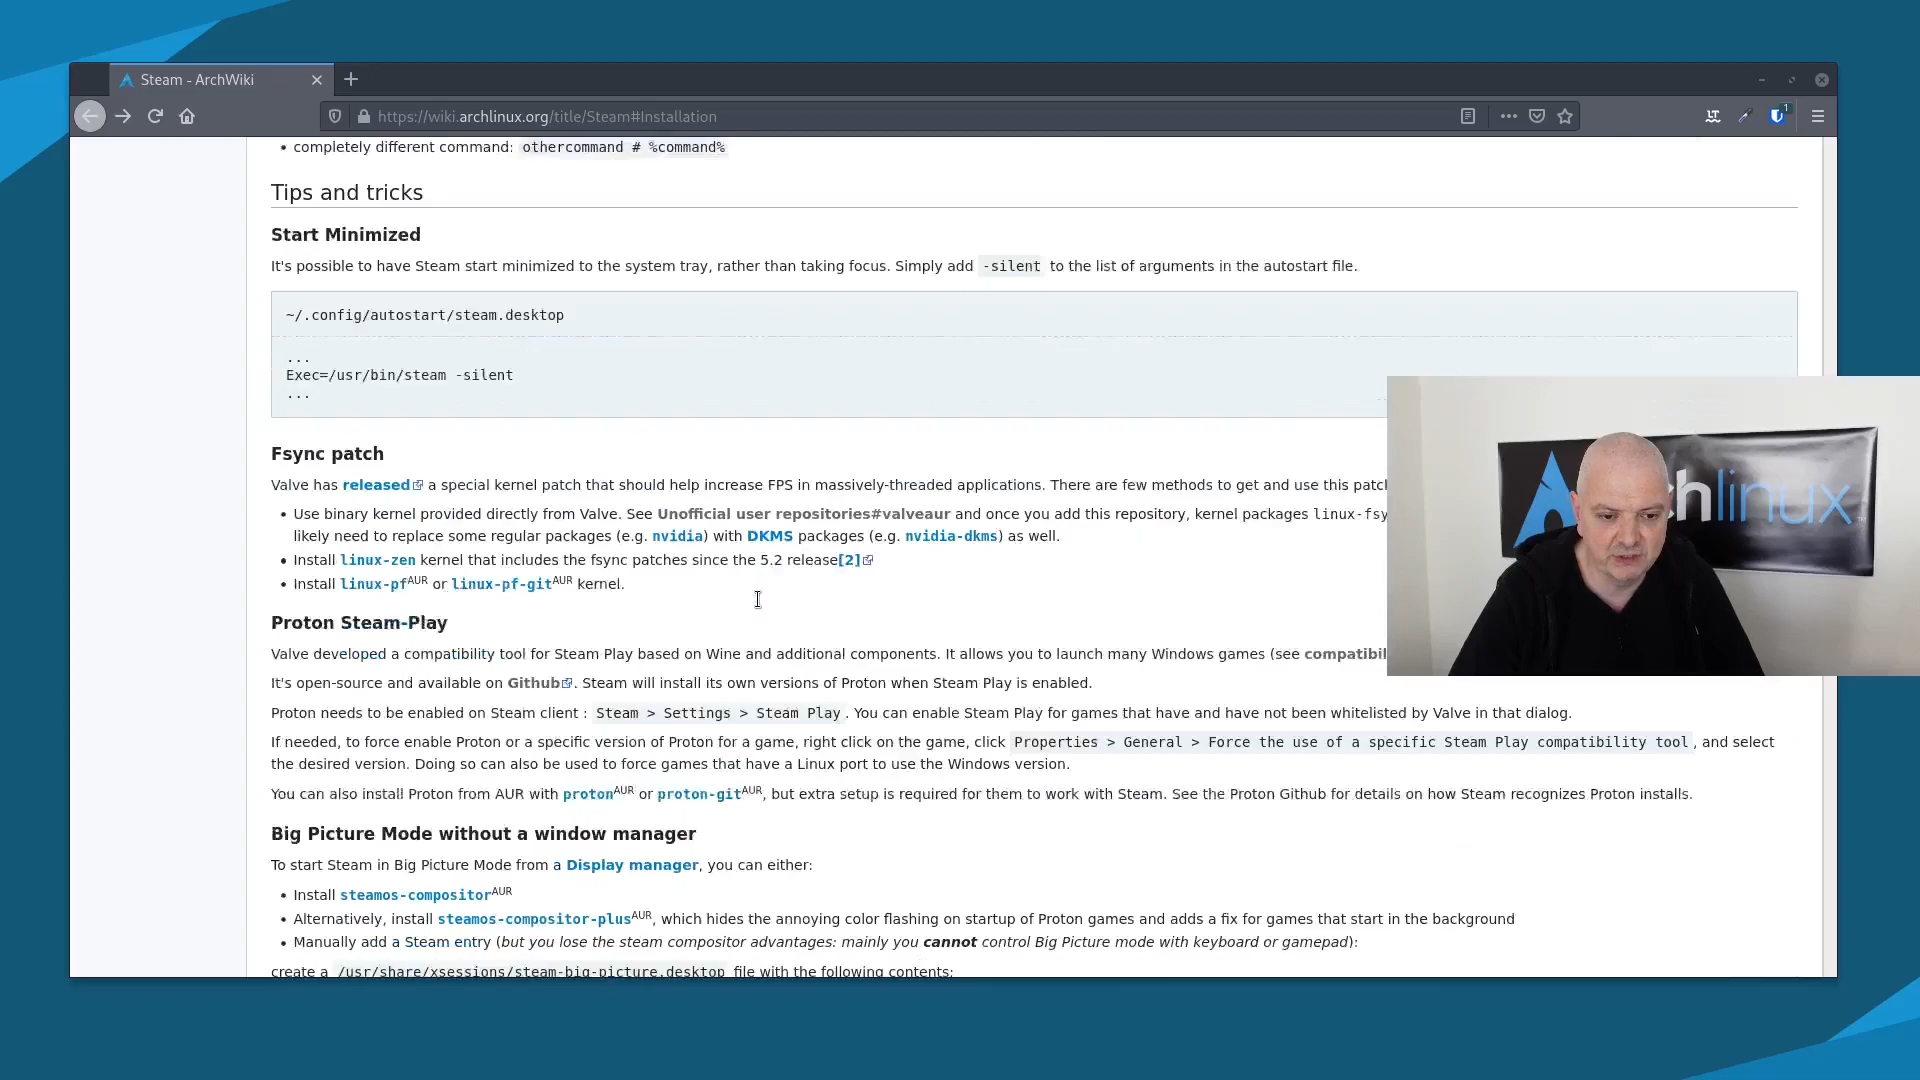 Steam - ArchWiki
https://wiki.archlinux.org/title/Steam#Installation
1
• completely different command: othercommand # %command%
Tips and tricks
Start Minimized
It's possible to have Steam start minimized to the system tray, rather than taking focus. Simply add -silent to the list of arguments in the autostart file.
~/.config/autostart/steam.desktop
...
Exec=/usr/bin/steam -silent
...
Fsync patch
Valve has released a special kernel patch that should help increase FPS in massively-threaded applications. There are few methods to get and use this patch
• Use binary kernel provided directly from Valve. See Unofficial user repositories#valveaur and once you add this repository, kernel packages linux-fsy
likely need to replace some regular packages (e.g. nvidia) with DKMS packages (e.g. nvidia-dkms) as well.
• Install linux-zen kernel that includes the fsync patches since the 5.2 release[2]
• Install linux-pfAUR or linux-pf-gitAUR kernel.
Proton Steam-Play
Valve developed a compatibility tool for Steam Play based on Wine and additional components. It allows you to launch many Windows games (see compatibil
It's open-source and available on Github. Steam will install its own versions of Proton when Steam Play is enabled.
Proton needs to be enabled on Steam client : Steam > Settings > Steam Play. You can enable Steam Play for games that have and have not been whitelisted by Valve in that dialog.
If needed, to force enable Proton or a specific version of Proton for a game, right click on the game, click Properties > General > Force the use of a specific Steam Play compatibility tool, and select
the desired version. Doing so can also be used to force games that have a Linux port to use the Windows version.
You can also install Proton from AUR with protonAUR or proton-gitAUR, but extra setup is required for them to work with Steam. See the Proton Github for details on how Steam recognizes Proton installs.
Big Picture Mode without a window manager
To start Steam in Big Picture Mode from a Display manager, you can either:
• Install steamos-compositorAUR
• Alternatively, install steamos-compositor-plusAUR, which hides the annoying color flashing on startup of Proton games and adds a fix for games that start in the background
• Manually add a Steam entry (but you lose the steam compositor advantages: mainly you cannot control Big Picture mode with keyboard or gamepad):
create a /usr/share/xsessions/steam-big-picture.desktop file with the following contents:
ch linux